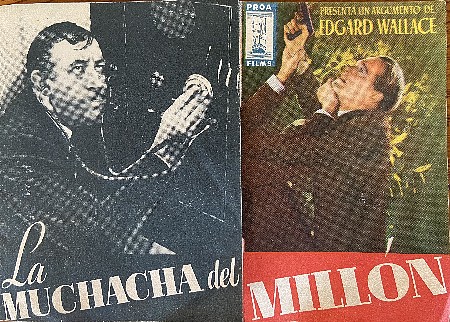 PROA
FILMS
PRESENTA UN ARGUMENTO DE
EDGARD WALLACE
La
MUCHACHA del
MILLON